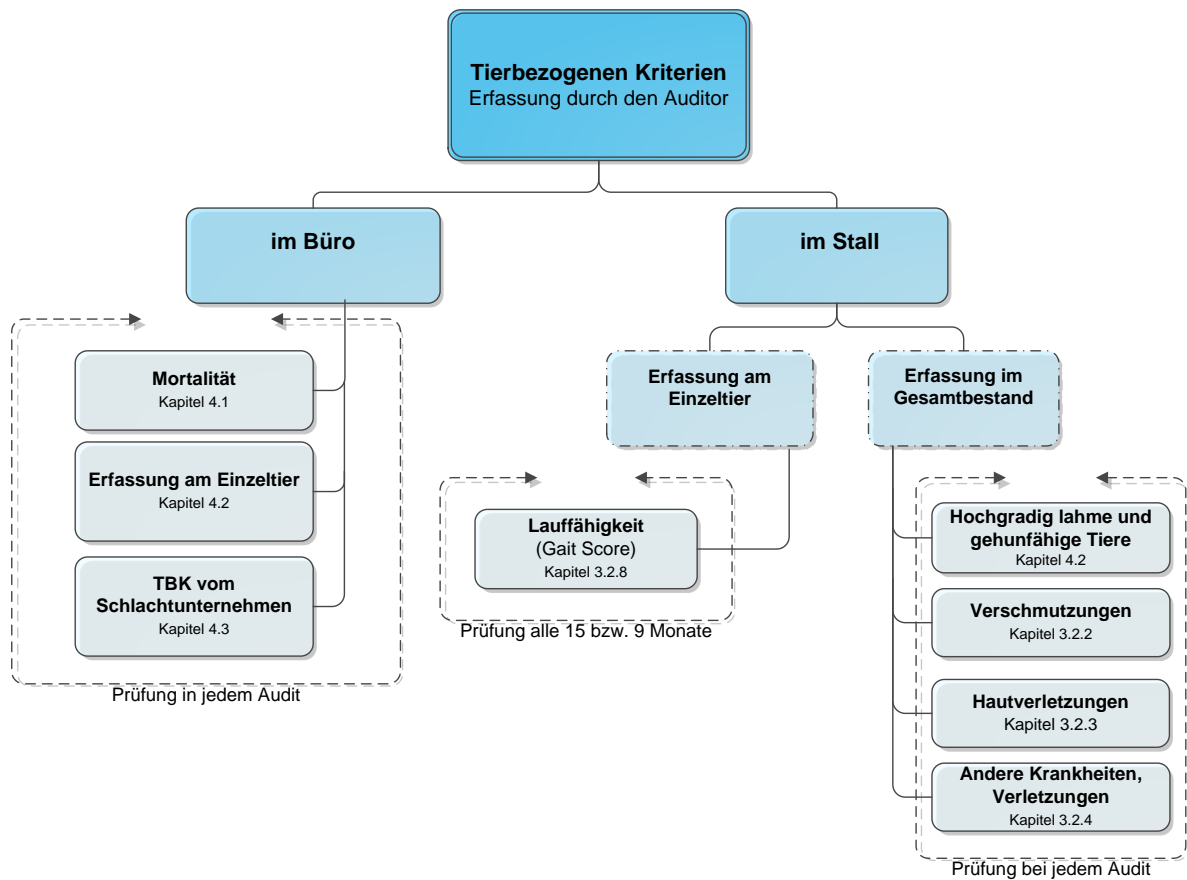 Tierbezogenen Kriterien
Erfassung durch den Auditor
im Büro
im Stall
Mortalität
Kapitel 4.1
Erfassung am Einzeltier
Kapitel 4.2
TBK vom
Schlachtunternehmen
Kapitel 4.3
Prüfung in jedem Audit
Erfassung am
Einzeltier
Lauffähigkeit
(Gait Score)
Kapitel 3.2.8
Prüfung alle 15 bzw. 9 Monate
Erfassung im
Gesamtbestand
Hochgradig lahme und
gehunfähige Tiere
Kapitel 4.2
Verschmutzungen
Kapitel 3.2.2
Hautverletzungen
Kapitel 3.2.3
Andere Krankheiten,
Verletzungen
Kapitel 3.2.4
Prüfung bei jedem Audit